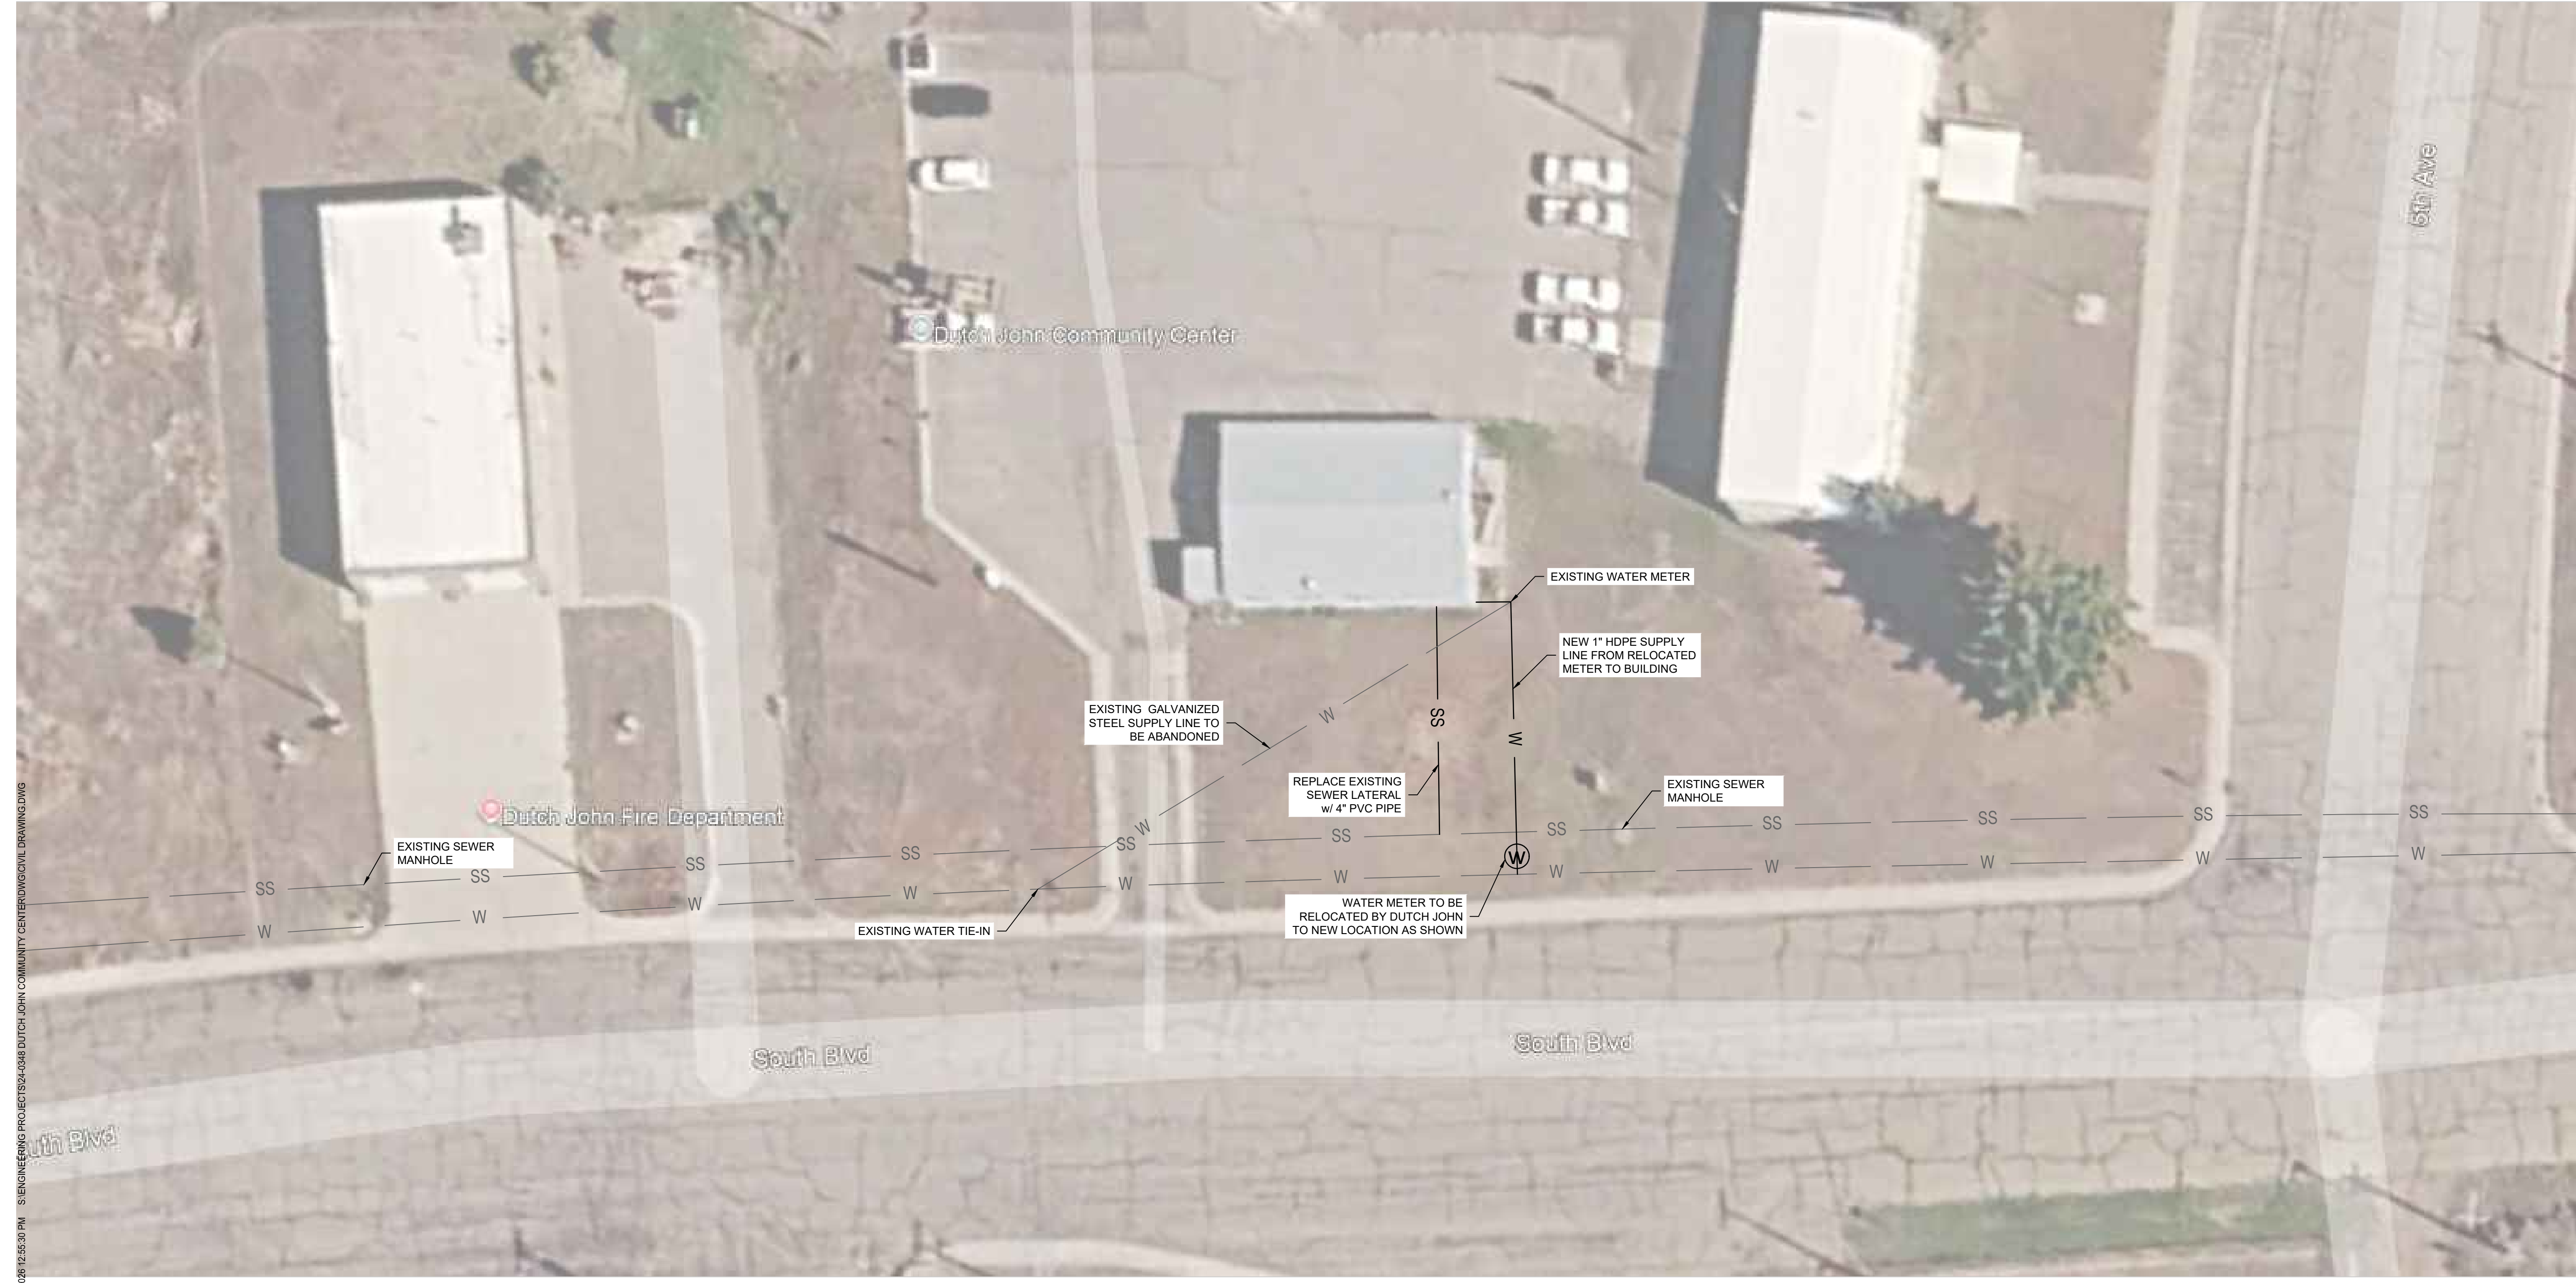 6th Ave
Dutch John Community Center
EXISTING WATER METER
NEW 1" HDPE SUPPLY
LINE FROM RELOCATED
METER TO BUILDING
EXISTING GALVANIZED
STEEL SUPPLY LINE TO
BE ABANDONED
W
SS
W
REPLACE EXISTING
SEWER LATERAL
w/ 4" PVC PIPE
EXISTING SEWER
MANHOLE
Dutch John Fire Department
EXISTING SEWER
MANHOLE
W
SS SS SS SS SS SS SS SS SS SS SS
W
W W W W W W W W W W W
WATER METER TO BE
RELOCATED BY DUTCH JOHN
TO NEW LOCATION AS SHOWN
EXISTING WATER TIE-IN
South Blvd
South Blvd
uth Blvd
026 12:55:30 PM S:\ENGINEERING PROJECTS\24-0348 DUTCH JOHN COMMUNITY CENTER\DWG\CIVIL DRAWING.DWG